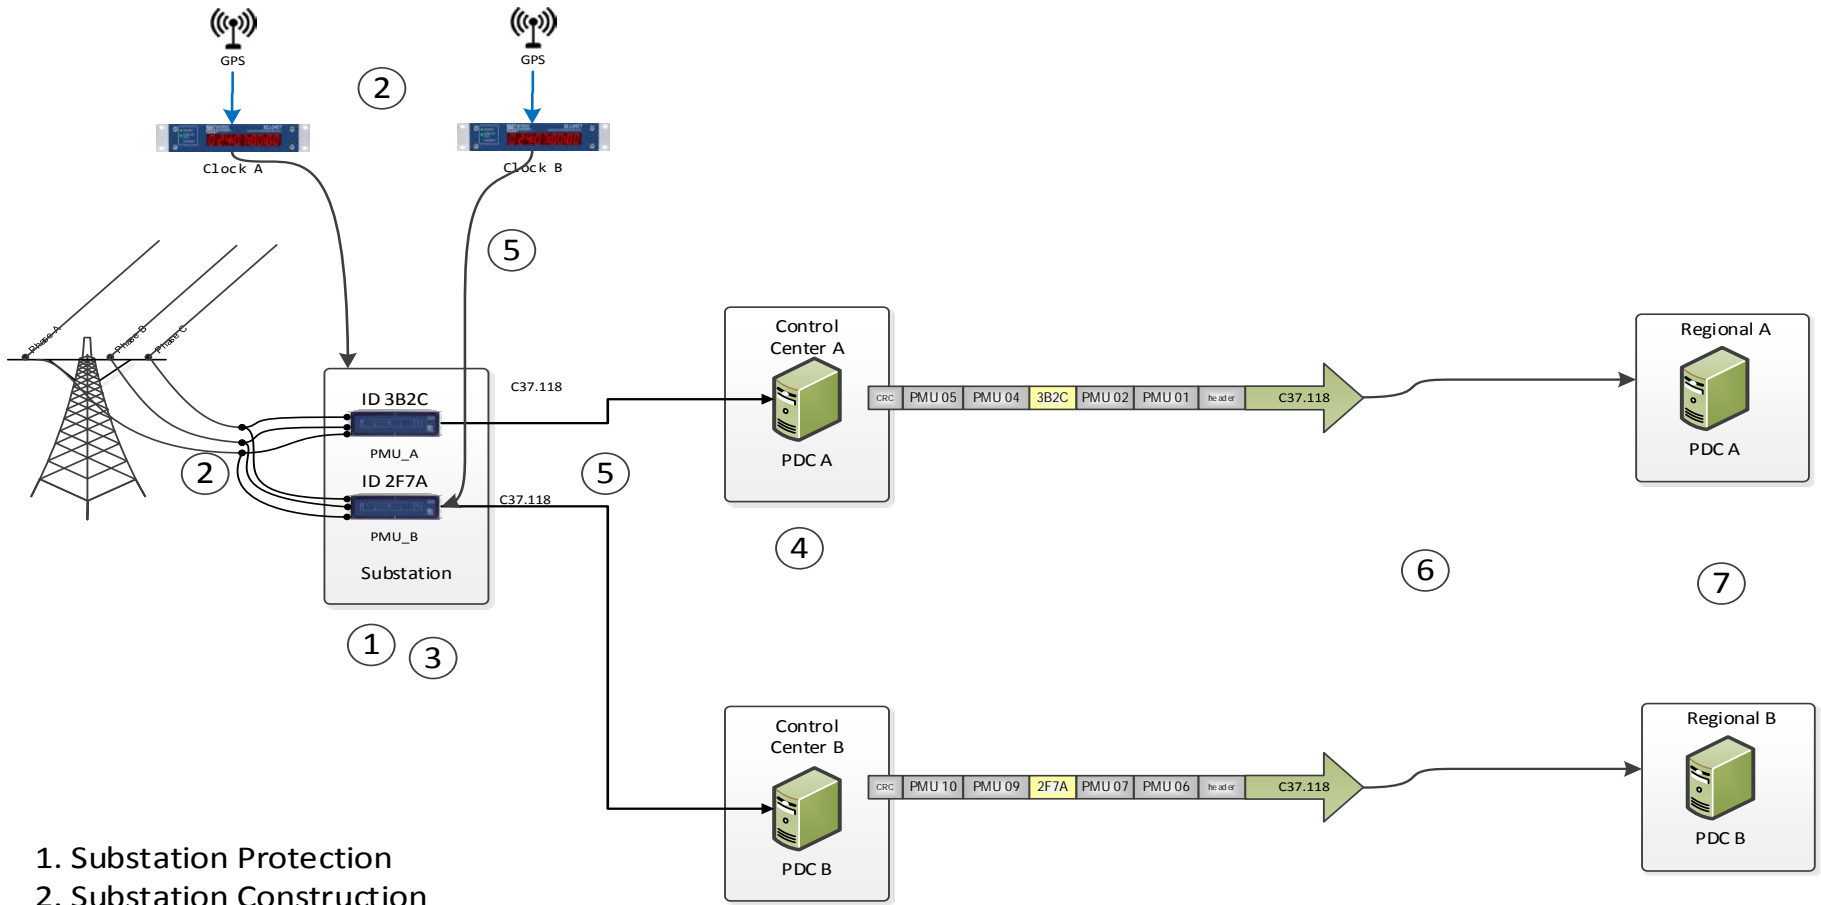 GPS
GPS
2
Clock A
Clock B
5
Phase A
Phase B
Phase C
Control
Center A
Regional A
C37.118
ID 3B2C
CRC
PMU 05
PMU 04
3B2C
PMU 02
PMU 01
header
C37.118
PMU_A
PDC A
PDC A
2
ID 2F7A
5
C37.118
PMU_B
4
Substation
6
7
1
3
Control
Center B
Regional B
CRC
PMU 10
PMU 09
2F7A
PMU 07
PMU 06
header
C37.118
PDC B
PDC B
1. Substation Protection
2. Substation Construction